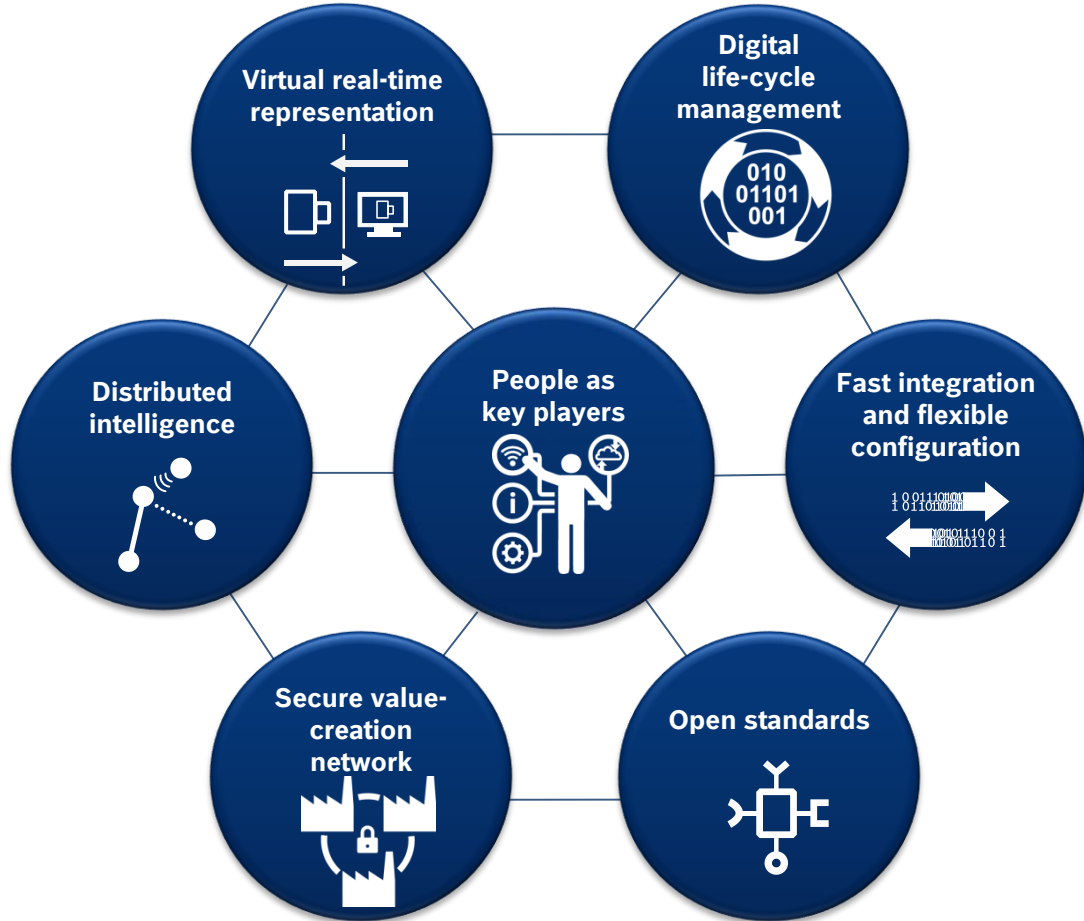 Virtual real-time
representation
Digital
life-cycle
management
010
01101
001
Distributed
intelligence
People as
key players
i
Fast integration
and flexible
configuration
Secure value-
creation
network
Open standards